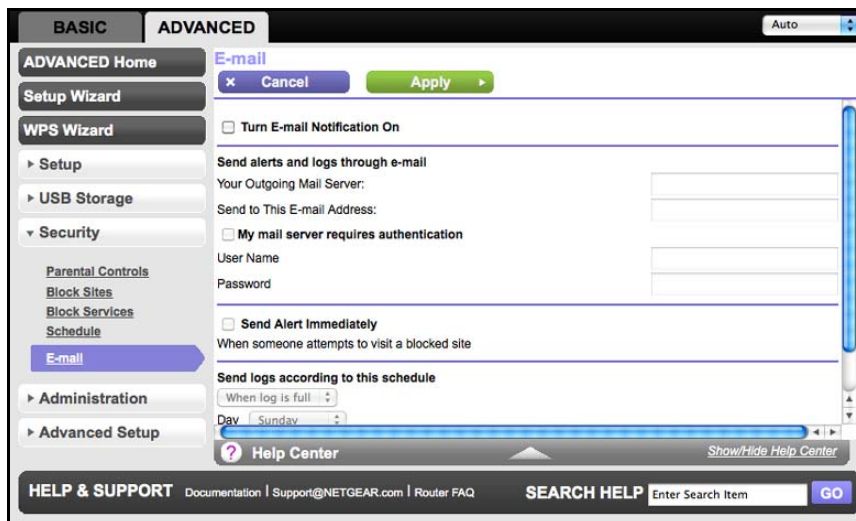 BASIC
ADVANCED
Auto
ADVANCED Home
Setup Wizard
WPS Wizard
Setup
USB Storage
Security
Parental Controls
Block Sites
Block Services
Schedule
E-mail
Administration
Advanced Setup
E-mail
× Cancel
Apply
Turn E-mail Notification On
Send alerts and logs through e-mail
Your Outgoing Mail Server:
Send to This E-mail Address:
My mail server requires authentication
User Name
Password
Send Alert Immediately
When someone attempts to visit a blocked site
Send logs according to this schedule
When log is full
Day Sunday
? Help Center
Show/Hide Help Center
HELP & SUPPORT Documentation | Support@NETGEAR.com | Router FAQ
SEARCH HELP Enter Search Item GO